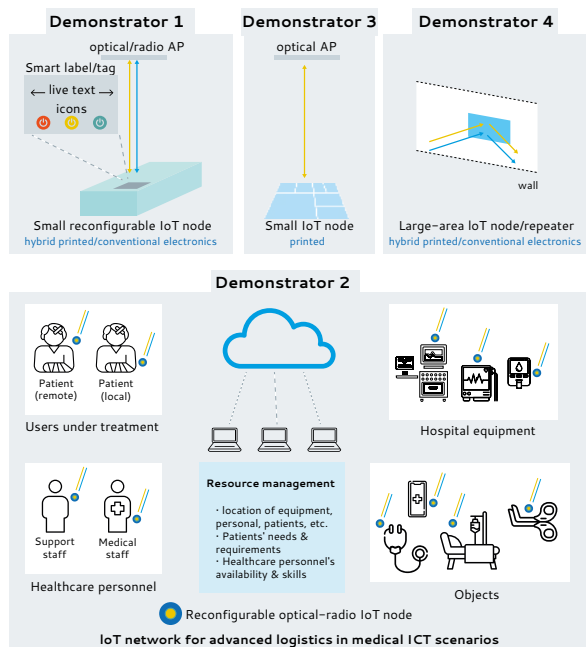 Demonstrator 1
optical/radio AP
Smart label/tag
← live text →
icons
Small reconfigurable IoT node
hybrid printed/conventional electronics
Demonstrator 3
optical AP
Small IoT node
printed
Demonstrator 4
wall
Large-area IoT node/repeater
hybrid printed/conventional electronics
Demonstrator 2
Patient
(remote)
Patient
(local)
Users under treatment
Hospital equipment
Support
staff
Medical
staff
Healthcare personnel
Resource management
· location of equipment,
personal, patients, etc.
· Patients' needs &
requirements
· Healthcare personnel's
availability & skills
Objects
Reconfigurable optical-radio IoT node
IoT network for advanced logistics in medical ICT scenarios